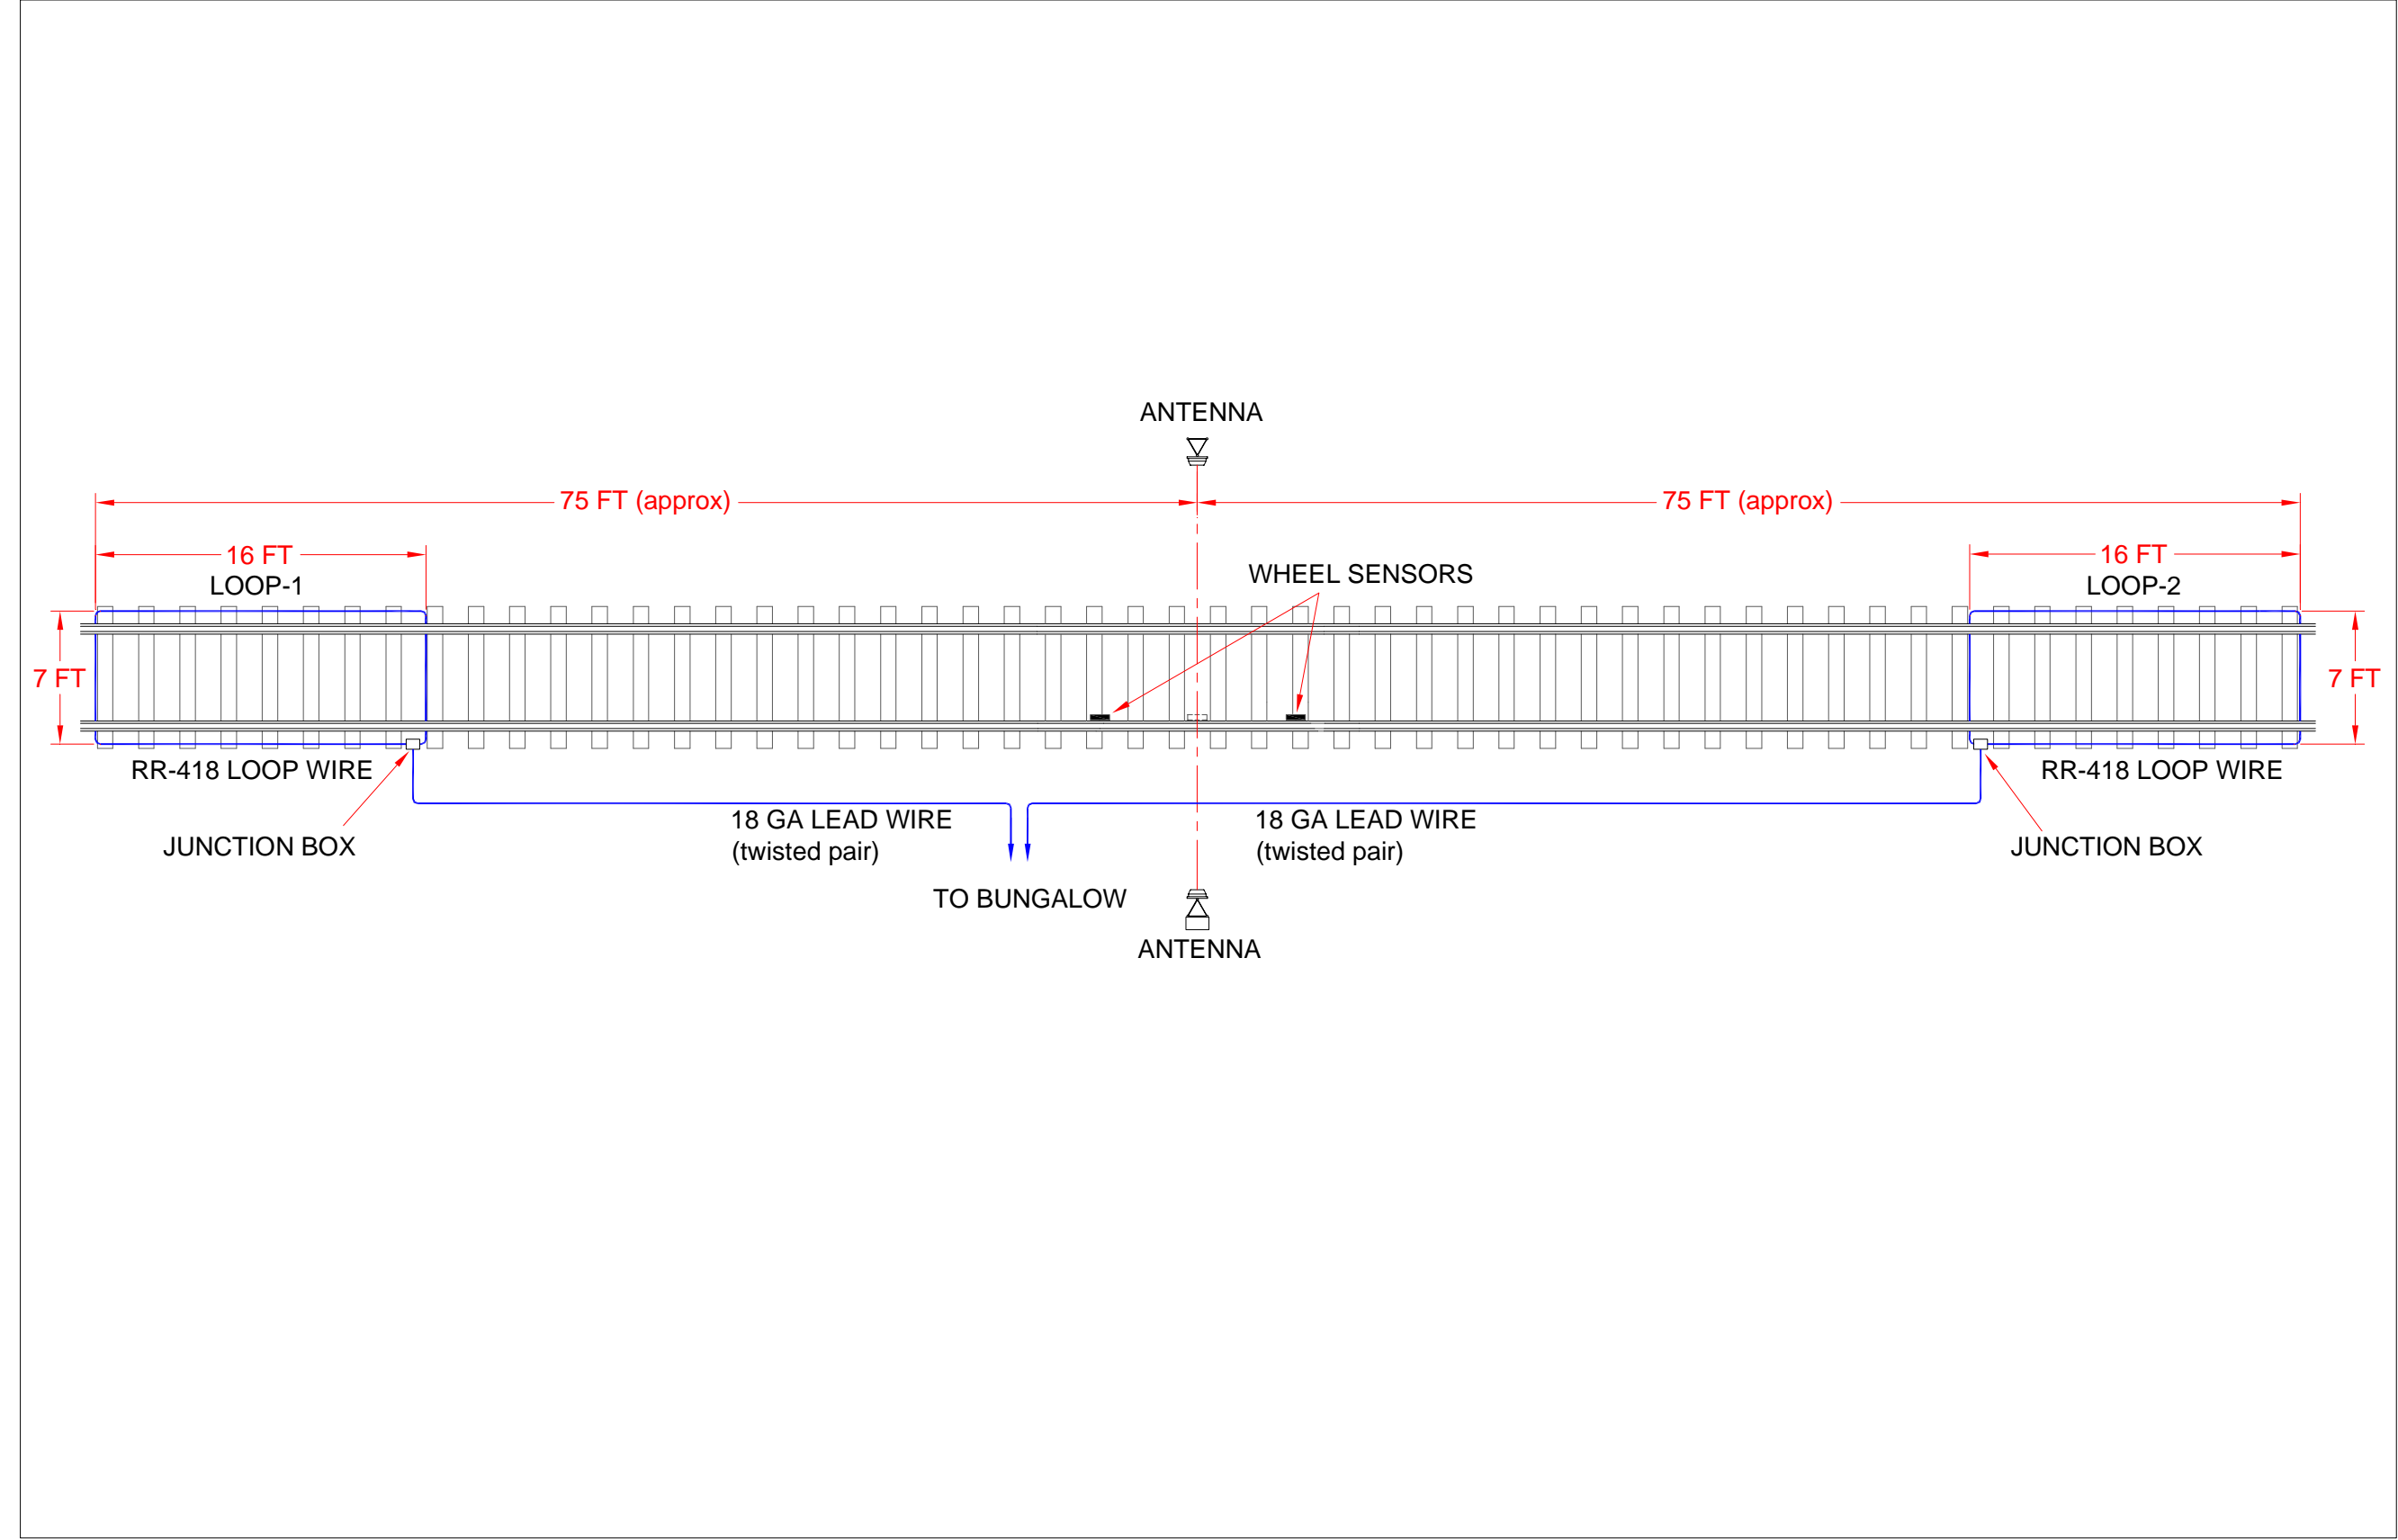 ANTENNA
75 FT (approx)
75 FT (approx)
16 FT
16 FT
LOOP-1
WHEEL SENSORS
LOOP-2
7 FT
7 FT
RR-418 LOOP WIRE
RR-418 LOOP WIRE
18 GA LEAD WIRE
(twisted pair)
18 GA LEAD WIRE
(twisted pair)
JUNCTION BOX
JUNCTION BOX
TO BUNGALOW
ANTENNA